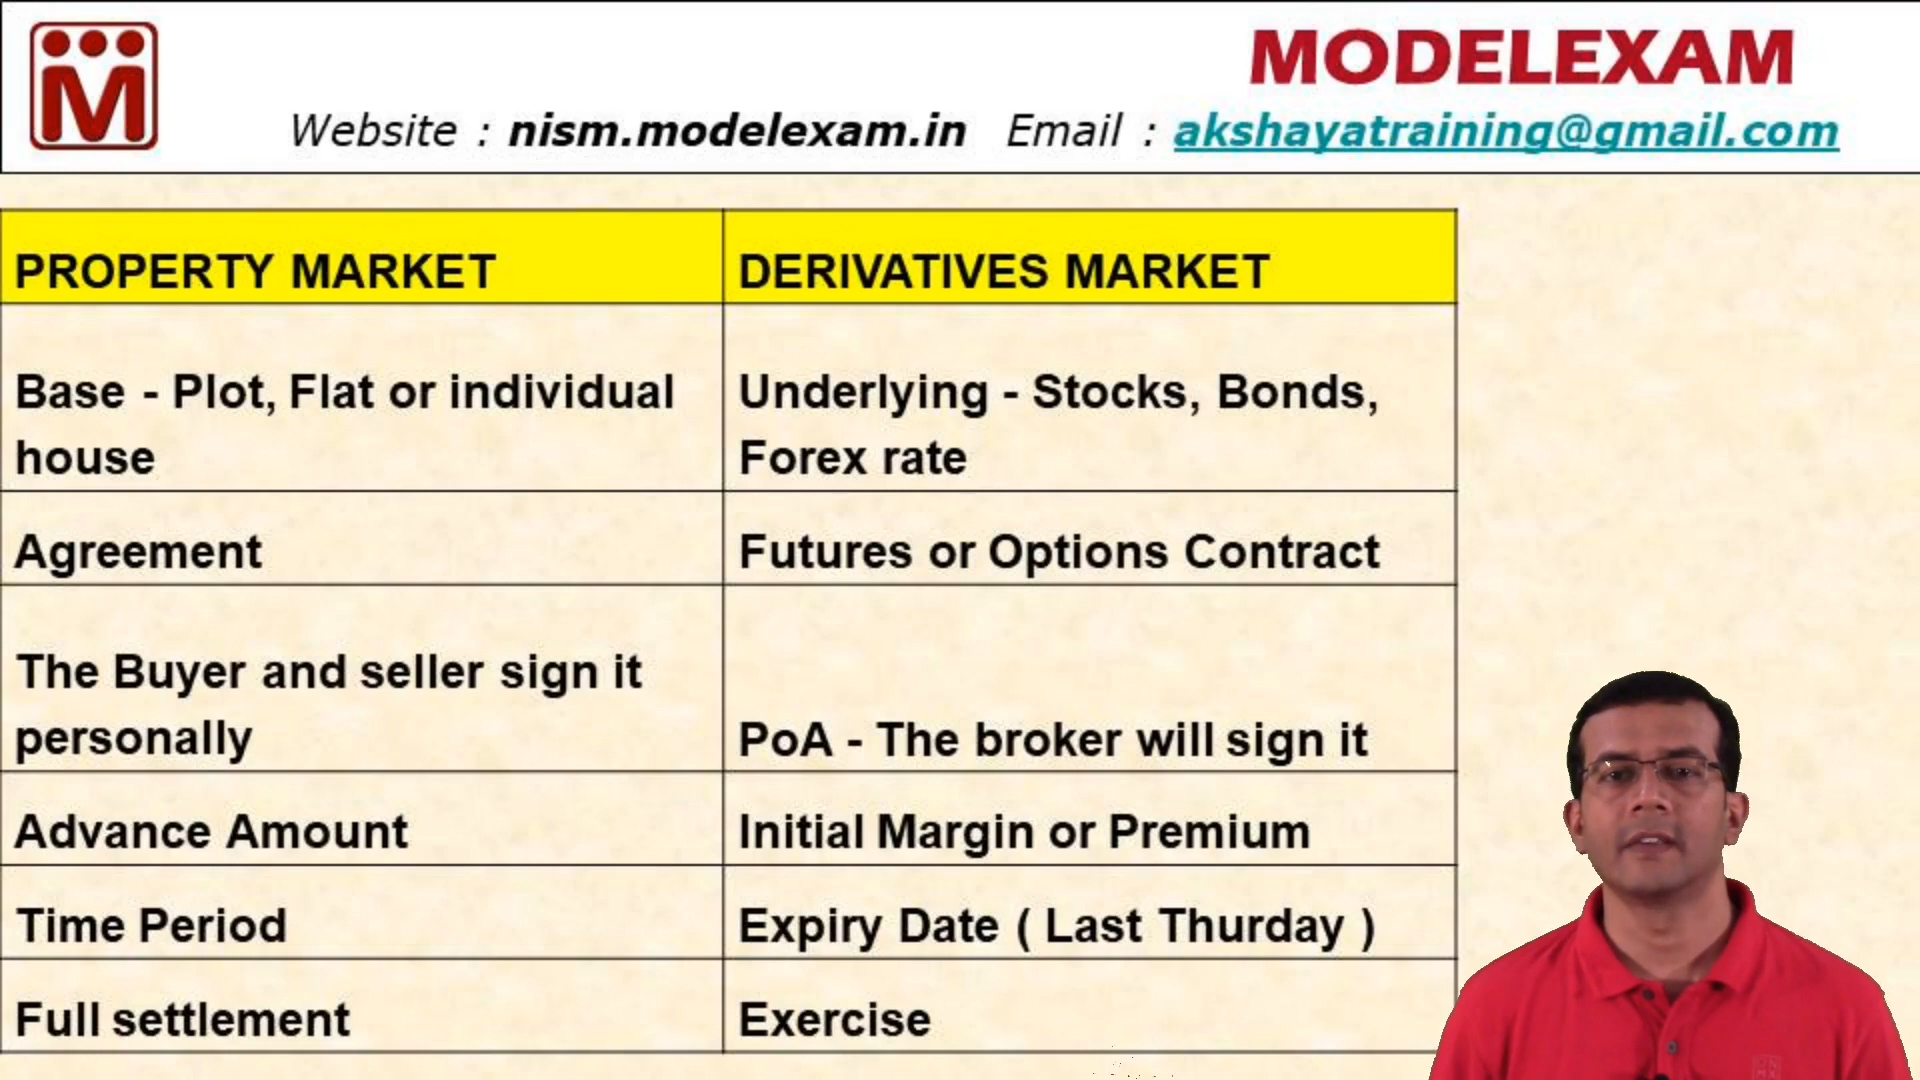 M
MODELEXAM
Website : nism.modelexam.in Email : akshayatraining@gmail.com
PROPERTY MARKET
DERIVATIVES MARKET
Base - Plot, Flat or individual
house
Underlying - Stocks, Bonds,
Forex rate
Agreement
Futures or Options Contract
The Buyer and seller sign it
personally
PoA - The broker will sign it
Advance Amount
Initial Margin or Premium
Time Period
Expiry Date ( Last Thurday )
Full settlement
Exercise